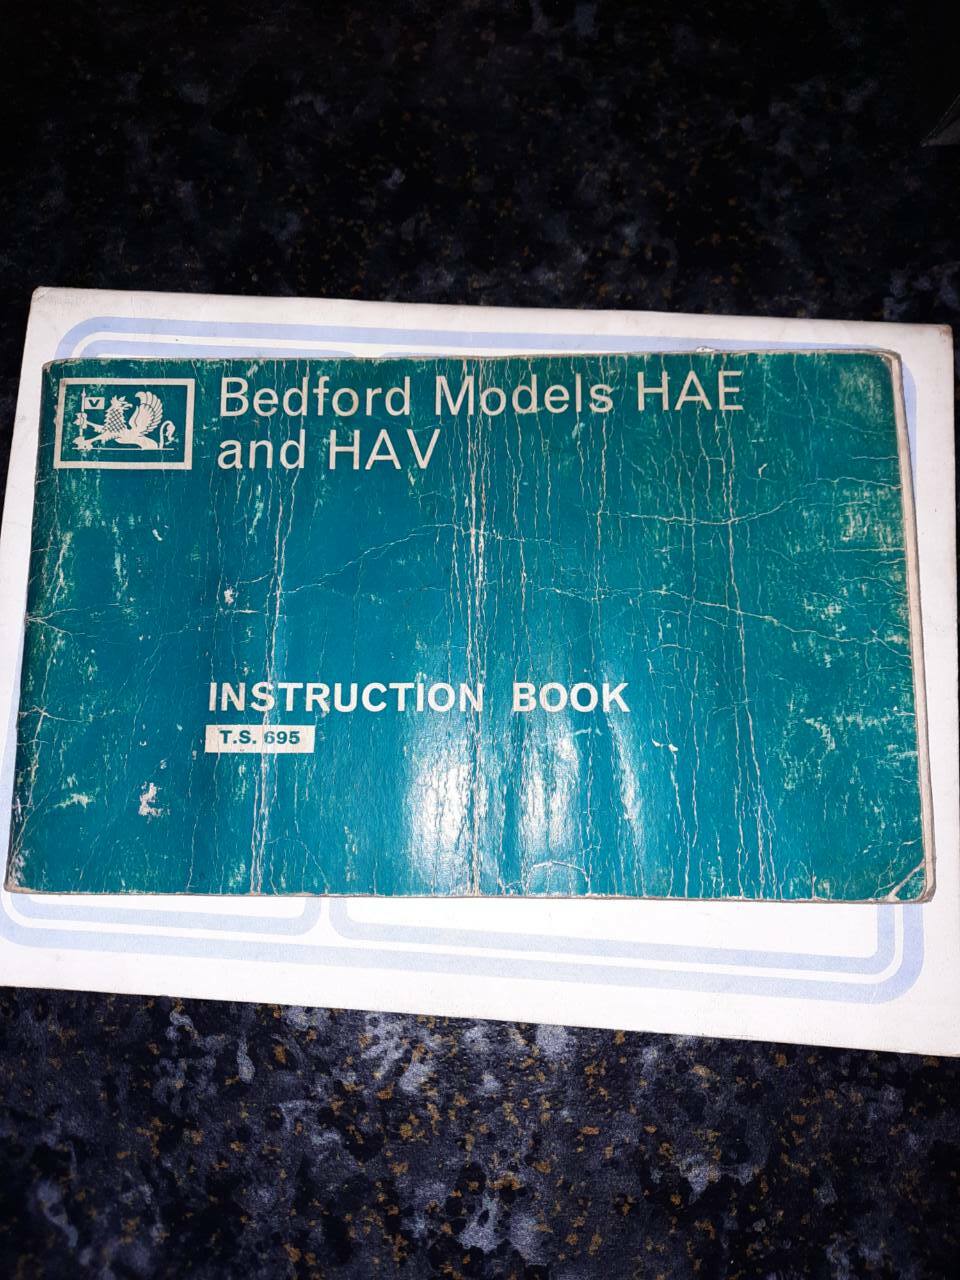 V
Bedford Models HAE
and HAV
INSTRUCTION BOOK
T.S. 695